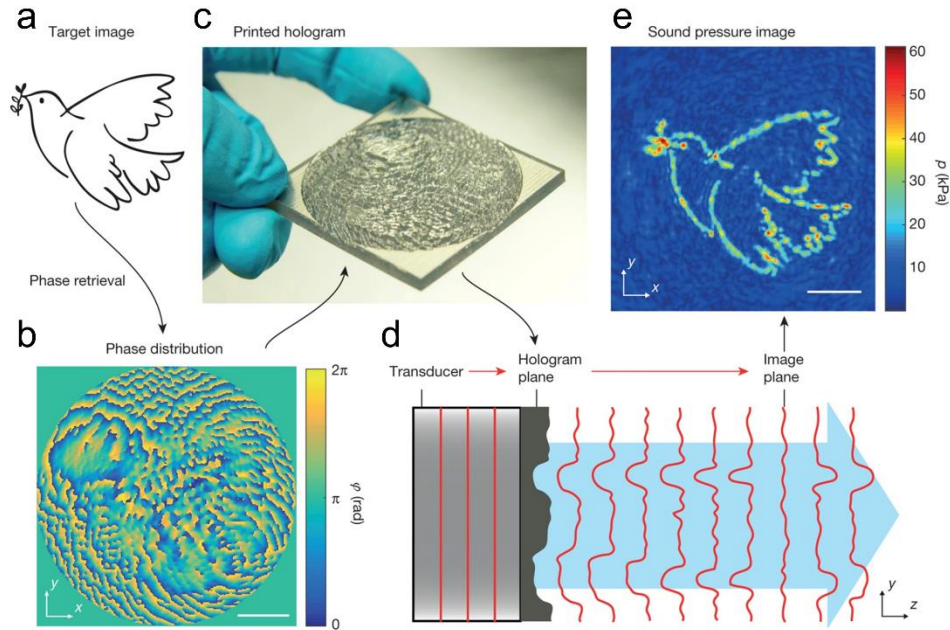 a
Target image
Phase retrieval
b
Phase distribution
2π
π
0
φ (rad)
y
x
c
Printed hologram
d
Transducer
Hologram
plane
Image
plane
y
z
e
Sound pressure image
60
50
40
30
20
10
p (kPa)
y
x